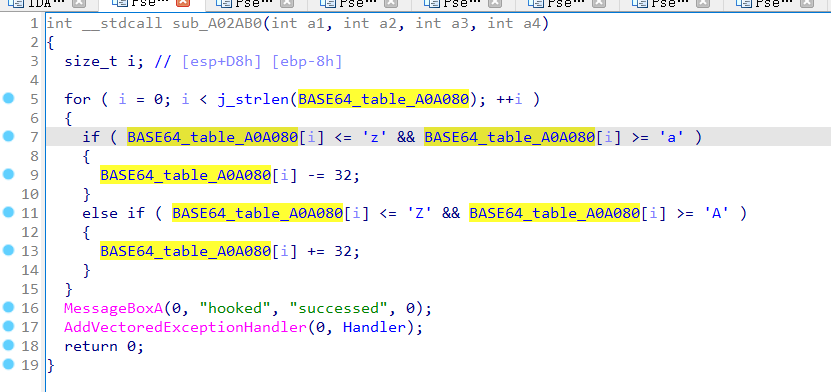 IDA… Pse… Pse… Pse… Pse… Pse… Pse… Pse…
1 int __stdcall sub_A02AB0(int a1, int a2, int a3, int a4)
2 {
3 size_t i; // [esp+D8h] [ebp-8h]
4
5 for ( i = 0; i < j_strlen(BASE64_table_A0A080); ++i )
6 {
7 if ( BASE64_table_A0A080[i] <= 'z' && BASE64_table_A0A080[i] >= 'a' )
8 {
9 BASE64_table_A0A080[i] -= 32;
10 }
11 else if ( BASE64_table_A0A080[i] <= 'Z' && BASE64_table_A0A080[i] >= 'A' )
12 {
13 BASE64_table_A0A080[i] += 32;
14 }
15 }
16 MessageBoxA(0, "hooked", "successed", 0);
17 AddVectoredExceptionHandler(0, Handler);
18 return 0;
19 }